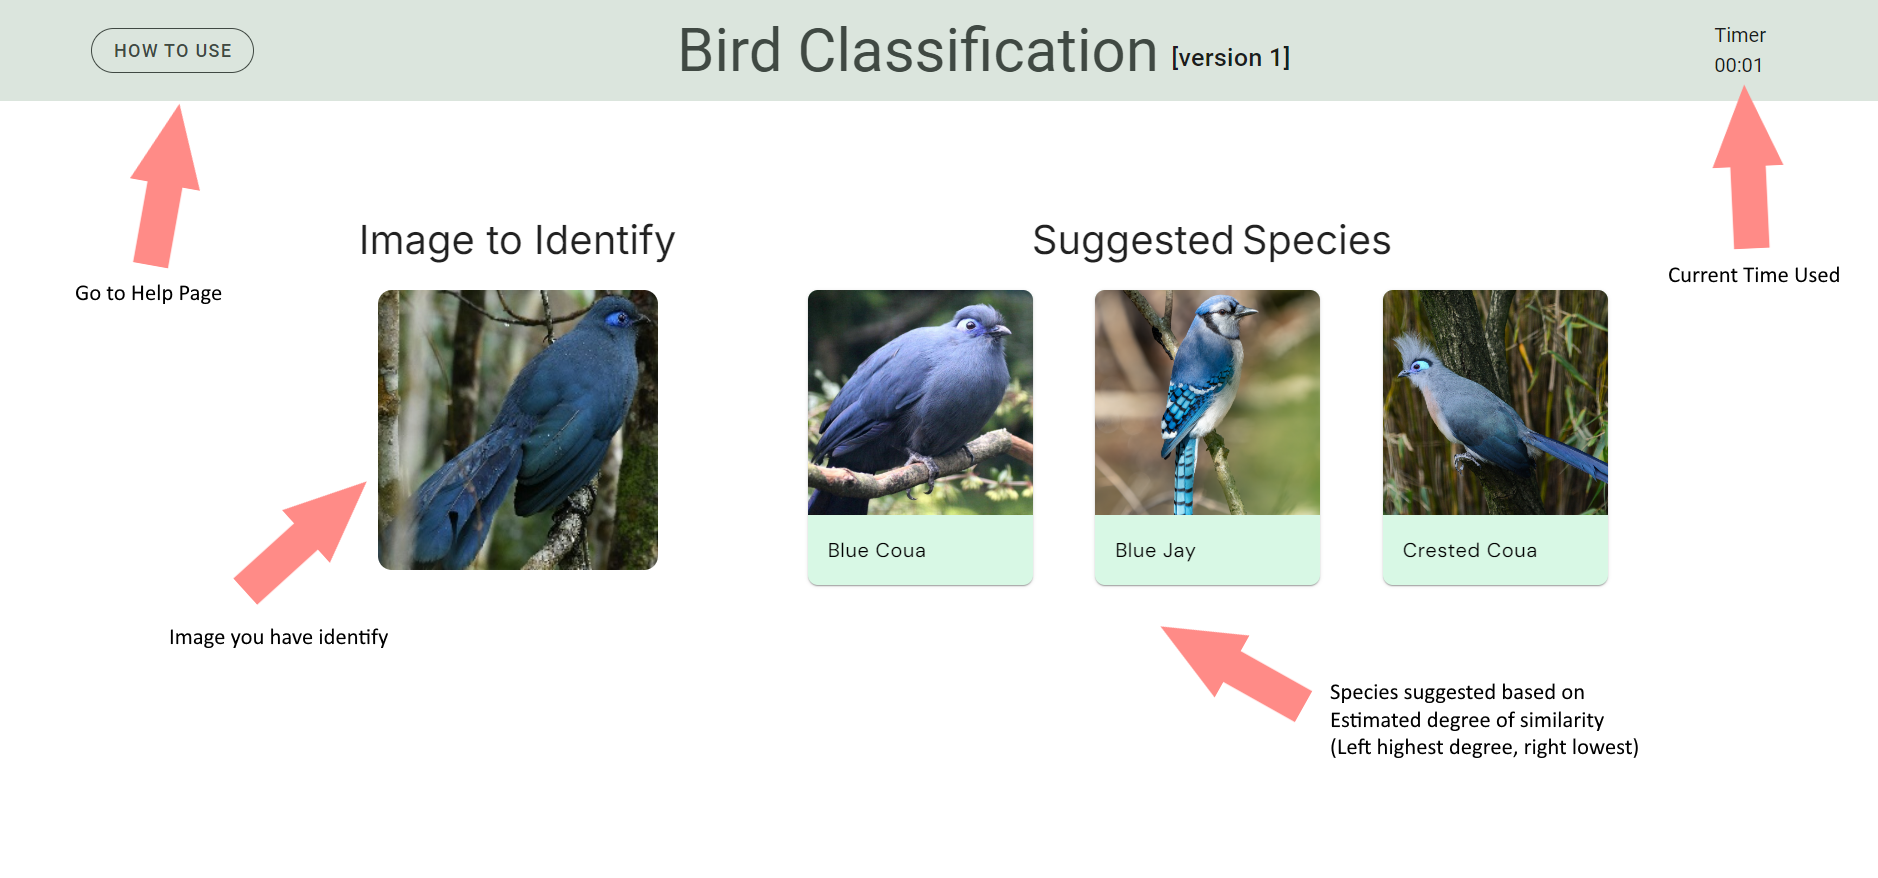 HOW TO USE
Bird Classification [version 1]
Timer
00:01
Go to Help Page
Current Time Used
Image to Identify
Suggested Species
Blue Coua
Blue Jay
Crested Coua
Image you have identify
Species suggested based on
Estimated degree of similarity
(Left highest degree, right lowest)